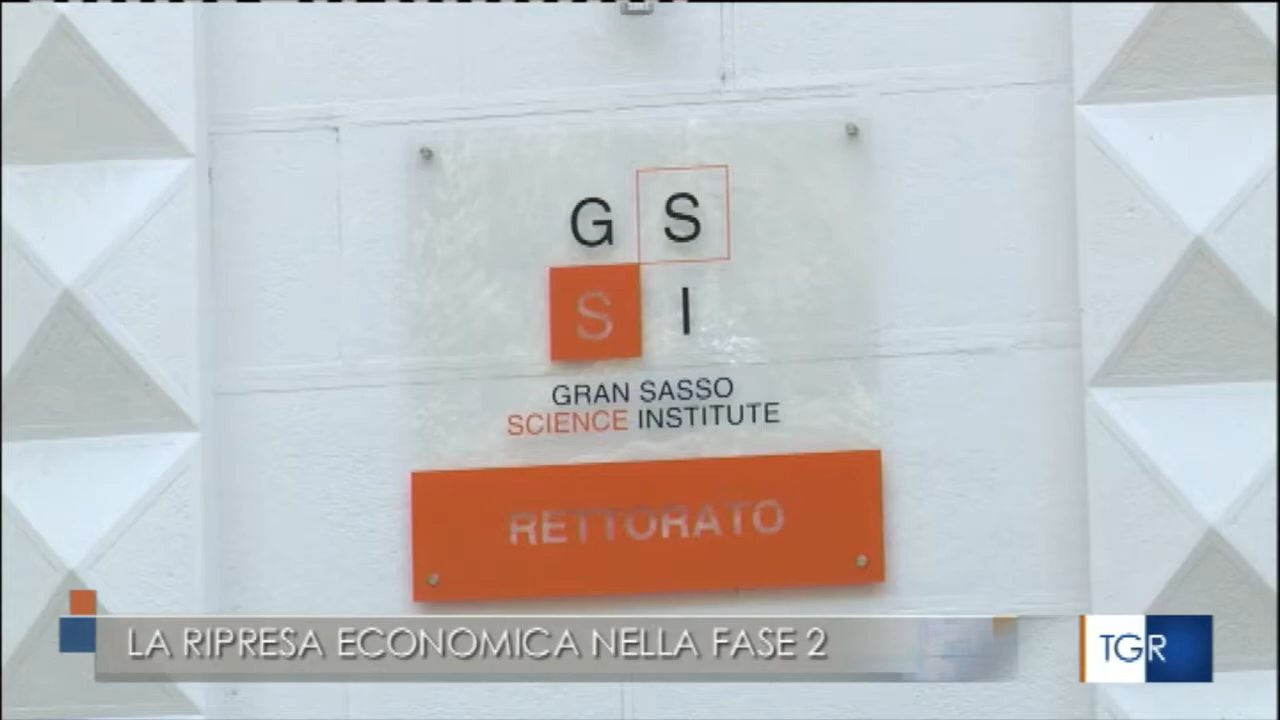 G S
S I
GRAN SASSO
SCIENCE INSTITUTE
RETTORATO
LA RIPRESA ECONOMICA NELLA FASE 2
TGR